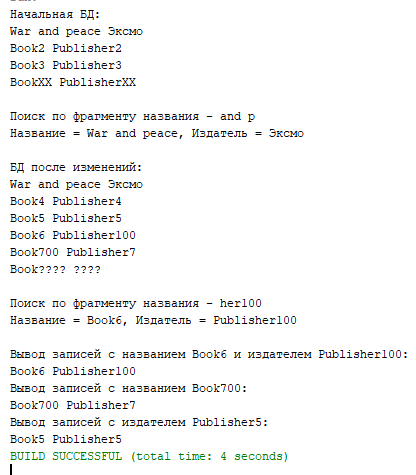 Начальная БД:
War and peace Эксмо
Book2 Publisher2
Book3 Publisher3
BookXX PublisherXX
Поиск по фрагменту названия - and p
Название = War and peace, Издатель = Эксмо
БД после изменений:
War and peace Эксмо
Book4 Publisher4
Book5 Publisher5
Book6 Publisher100
Book700 Publisher7
Book???? ????
Поиск по фрагменту названия - her100
Название = Book6, Издатель = Publisher100
Вывод записей с названием Book6 и издателем Publisher100:
Book6 Publisher100
Вывод записей с названием Book700:
Book700 Publisher7
Вывод записей с издателем Publisher5:
Book5 Publisher5
BUILD SUCCESSFUL (total time: 4 seconds)